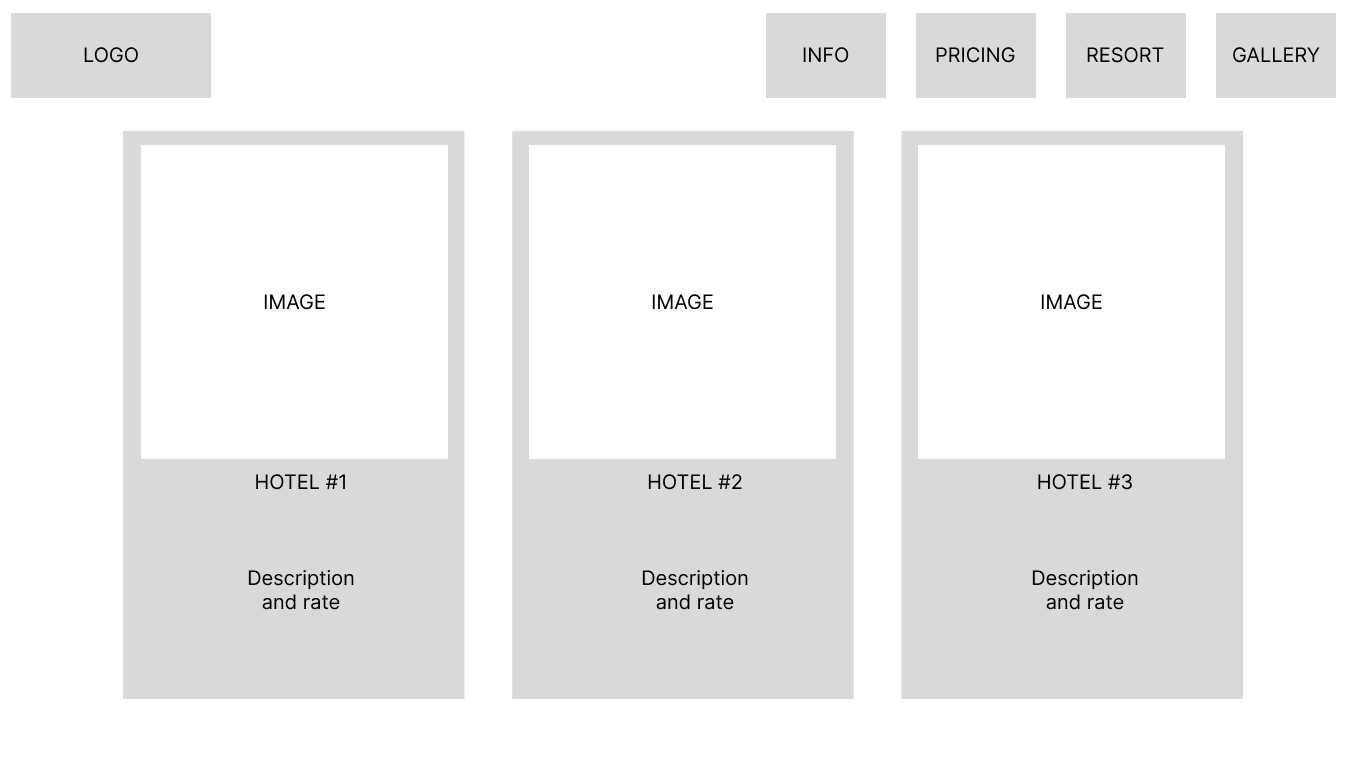 LOGO
INFO
PRICING
RESORT
GALLERY
IMAGE
IMAGE
IMAGE
HOTEL #1
HOTEL #2
HOTEL #3
Description
and rate
Description
and rate
Description
and rate